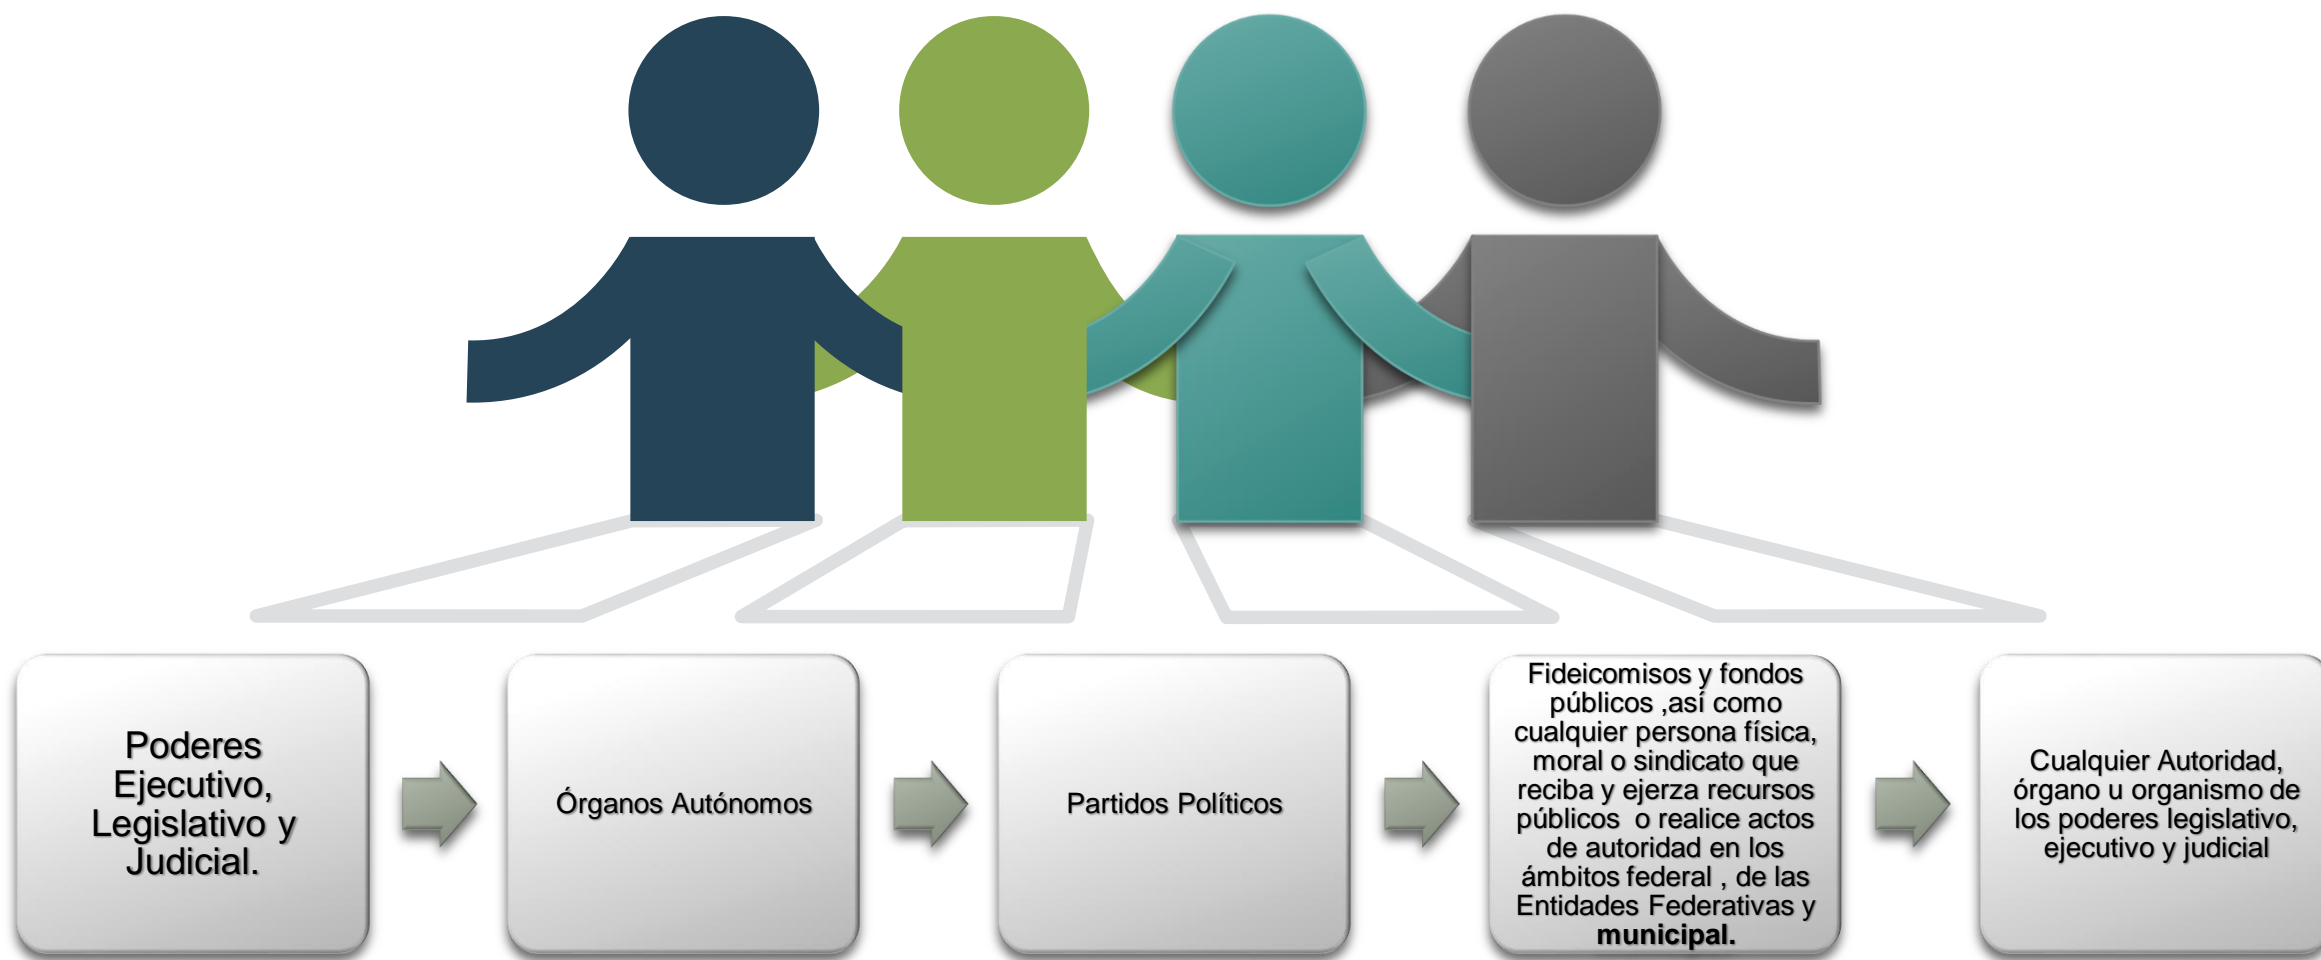 Poderes
Ejecutivo,
Legislativo y
Judicial.
Órganos Autónomos
Partidos Políticos
Fideicomisos y fondos
públicos ,así como
cualquier persona física,
moral o sindicato que
reciba y ejerza recursos
públicos  o realice actos
de autoridad en los
ámbitos federal , de las
Entidades Federativas y
municipal.
Cualquier Autoridad,
órgano u organismo de
los poderes legislativo,
ejecutivo y judicial